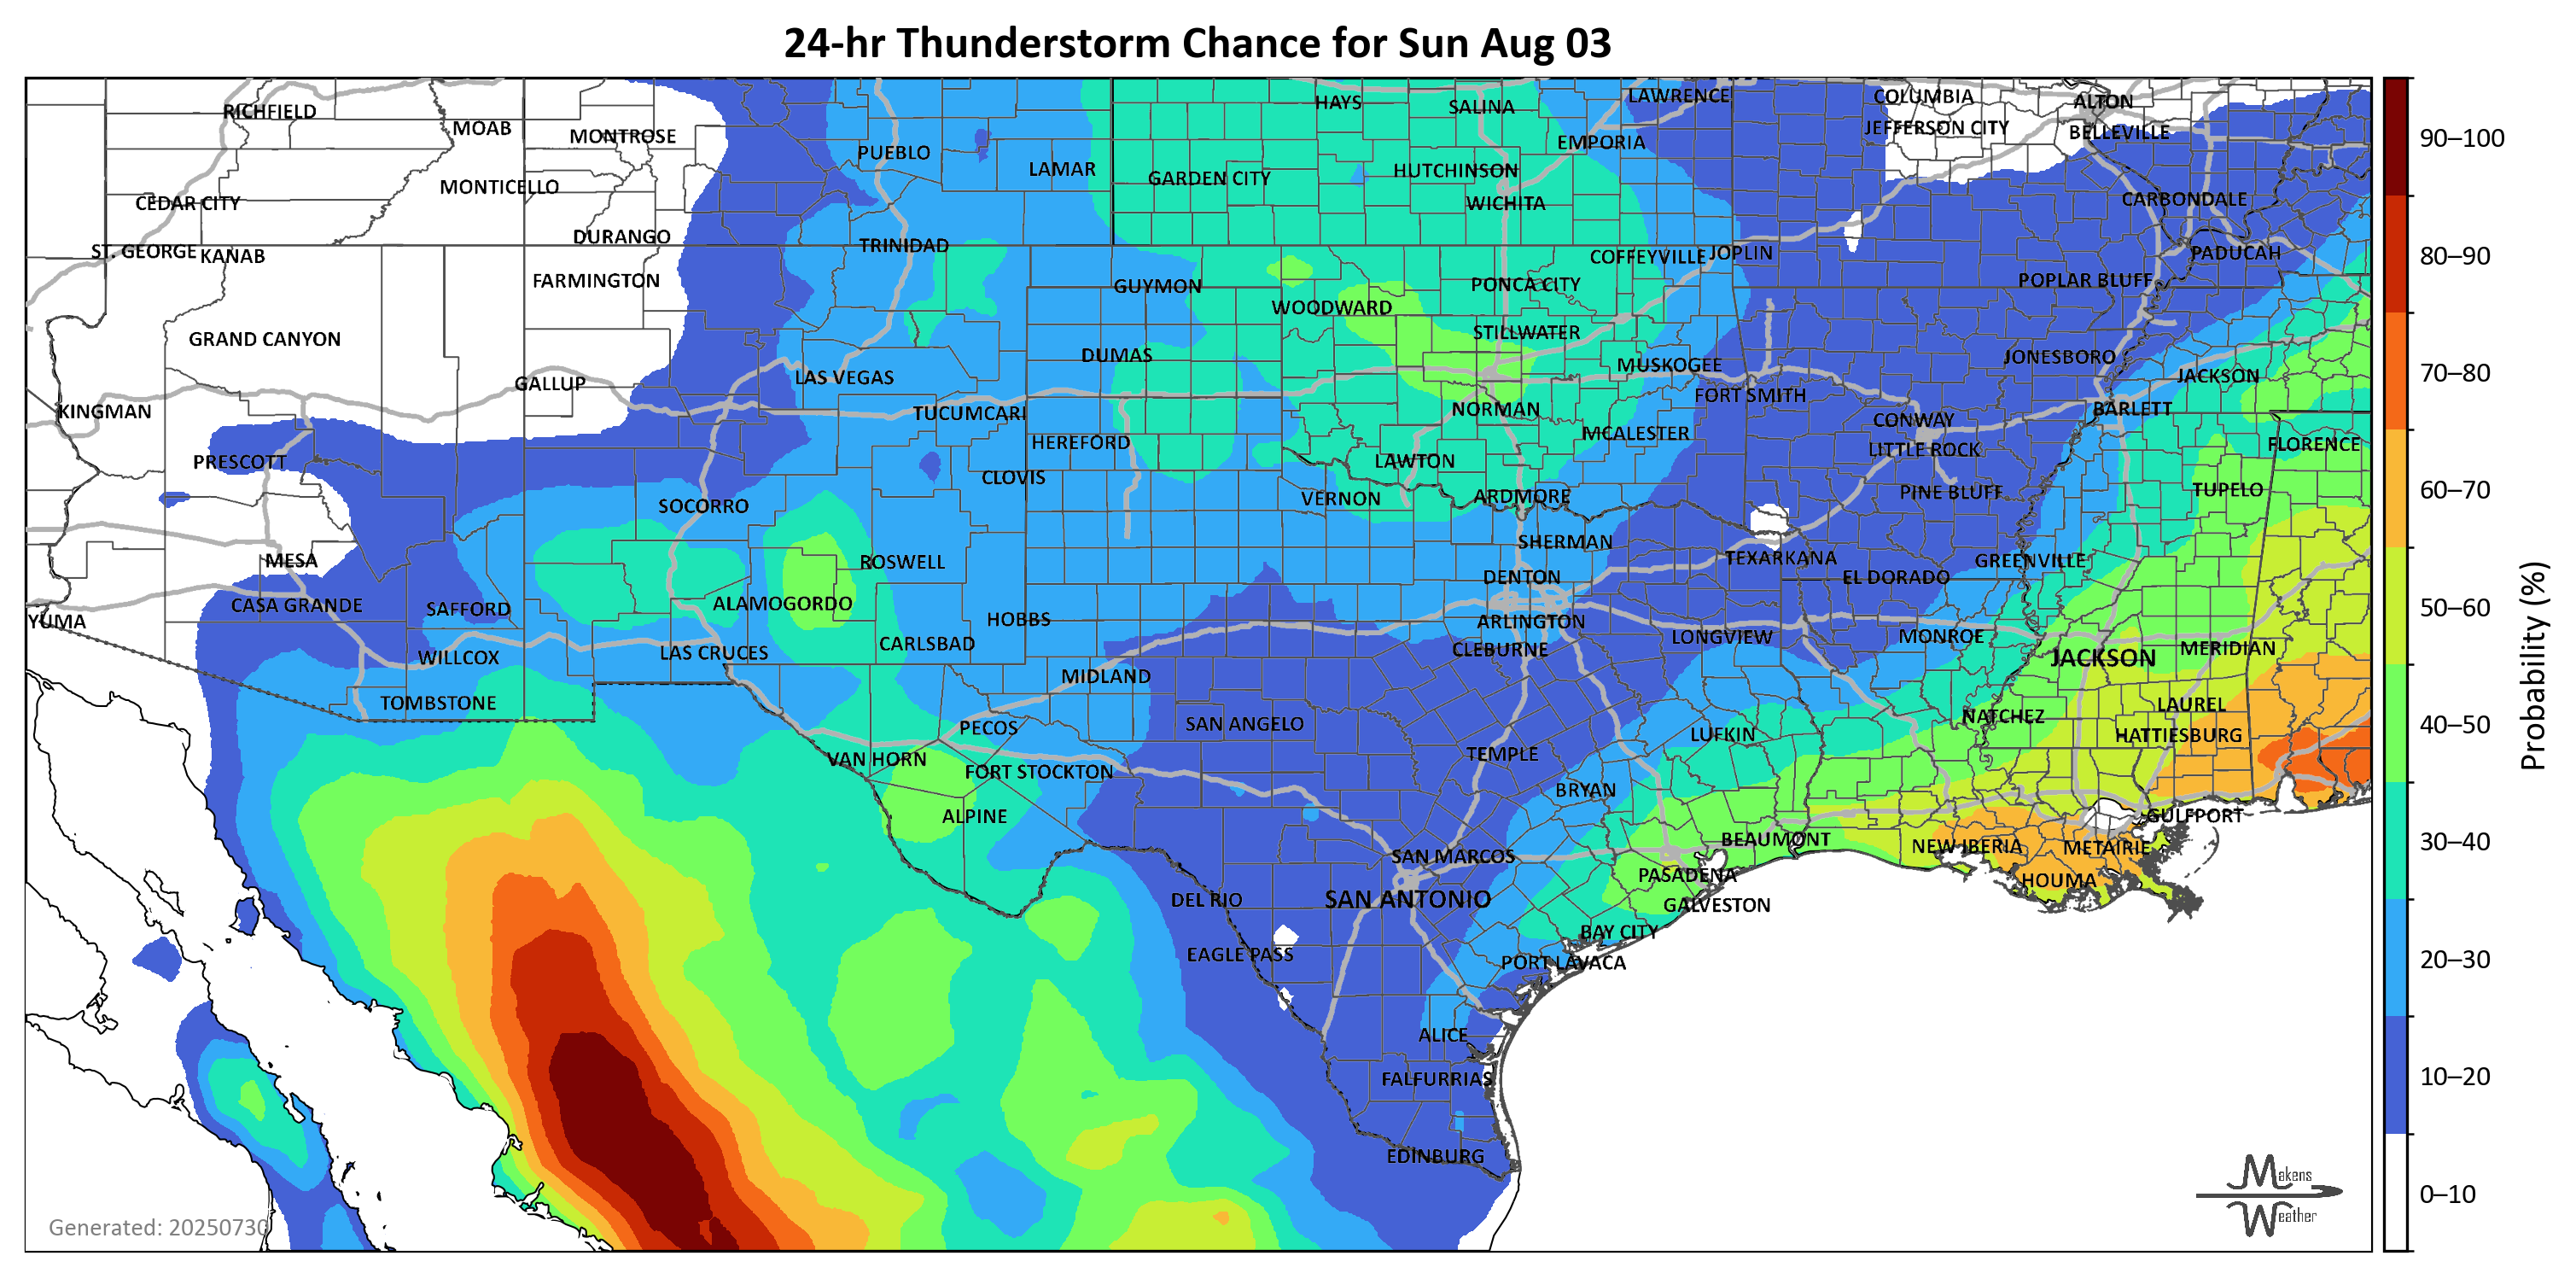 24-hr Thunderstorm Chance for Sun Aug 03
RICHFIELD
MOAB
MONTROSE
PUEBLO
LAMAR
HAYS
SALINA
LAWRENCE
COLUMBIA
ALTON
EMPORIA
JEFFERSON CITY
BELLEVILLE
90–100
MONTICELLO
GARDEN CITY
HUTCHINSON
CEDAR CITY
WICHITA
CARBONDALE
DURANGO
TRINIDAD
ST. GEORGE
KANAB
COFFEYVILLE
JOPLIN
PADUCAH
80–90
FARMINGTON
GUYMON
PONCA CITY
POPLAR BLUFF
WOODWARD
GRAND CANYON
STILLWATER
DUMAS
MUSKOGEE
JONESBORO
70–80
GALLUP
LAS VEGAS
FORT SMITH
JACKSON
KINGMAN
TUCUMCARI
NORMAN
CONWAY
BARLETT
HEREFORD
MCALESTER
LITTLE ROCK
FLORENCE
PRESCOTT
CLOVIS
LAWTON
60–70
SOCORRO
VERNON
ARDMORE
PINE BLUFF
TUPELO
MESA
ROSWELL
SHERMAN
TEXARKANA
GREENVILLE
CASA GRANDE
SAFFORD
ALAMOGORDO
DENTON
EL DORADO
50–60
YUMA
HOBBS
ARLINGTON
LONGVIEW
MONROE
WILLCOX
LAS CRUCES
CARLSBAD
CLEBURNE
JACKSON
MERIDIAN
Probability (%)
TOMBSTONE
MIDLAND
PECOS
SAN ANGELO
LUFKIN
NATCHEZ
LAUREL
HATTIESBURG
40–50
VAN HORN
FORT STOCKTON
TEMPLE
BRYAN
ALPINE
BEAUMONT
GULFPORT
30–40
SAN MARCOS
NEW IBERIA
METAIRIE
DEL RIO
SAN ANTONIO
PASADENA
HOUMA
GALVESTON
EAGLE PASS
BAY CITY
PORT LAVACA
20–30
ALICE
FALFURRIAS
10–20
EDINBURG
Makens
Weather
0–10
Generated: 20250730